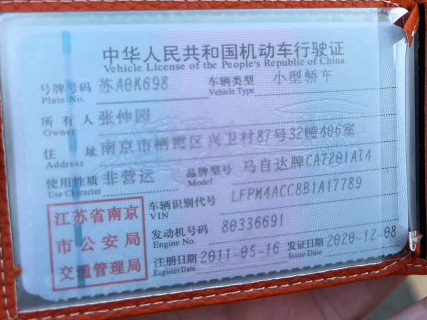 中华人民共和国机动车行驶证
Vehicle License of the People's Republic of China
号牌号码 苏A0K698 车辆类型 小型轿车
Plate No. Vehicle Type
所 有 人 张仲园
Owner
住 址 南京市栖霞区兴卫村87号32幢406室
Address
使用性质 非营运 品牌型号 马自达牌CA7201AT4
Use Character Model
江苏省南京 车辆识别代号 LFPM4ACC8B1A17789
VIN
市公安局 发动机号码 80336691
Engine No.
交通管理局 注册日期 2011-05-16 发证日期 2020-12-08
Register Date Issue Date